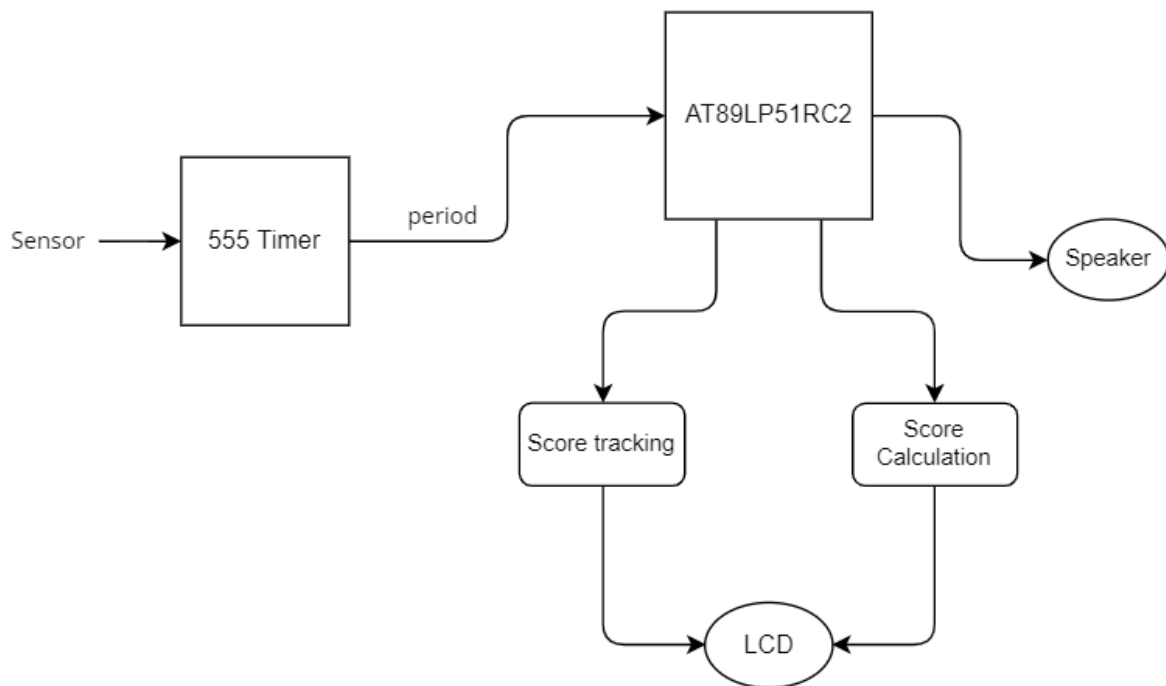 AT89LP51RC2
period
Sensor
555 Timer
Speaker
Score tracking
Score
Calculation
LCD